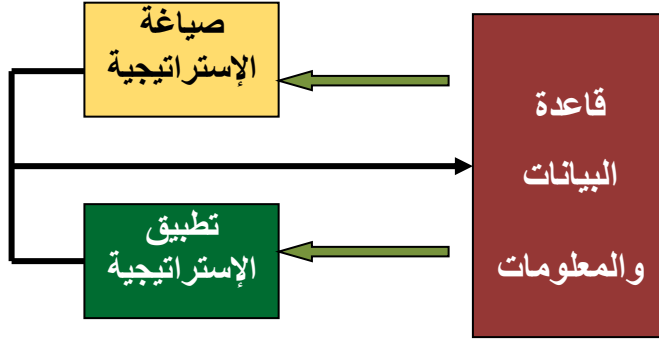 صياغة
الإستراتيجية
قاعدة
البيانات
والمعلومات
تطبيق
الإستراتيجية